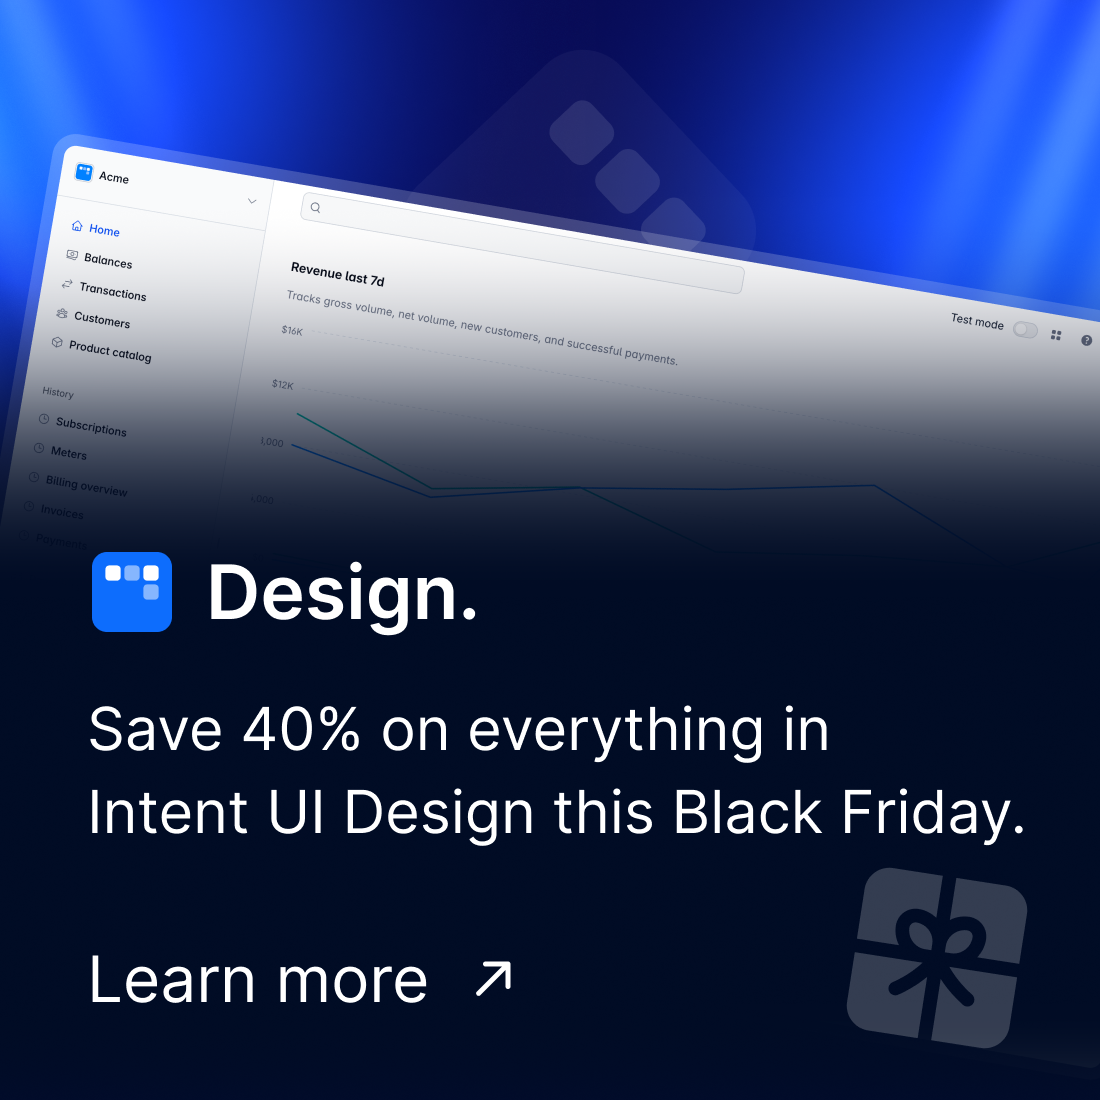 Acme
Home
Balances
Transactions
Customers
Product catalog
History
Subscriptions
Meters
Billing overview
Invoices
Payments
Revenue last 7d
Tracks gross volume, net volume, new customers, and successful payments.
$16K
$12K
Test mode
Design.
Save 40% on everything in
Intent UI Design this Black Friday.
Learn more